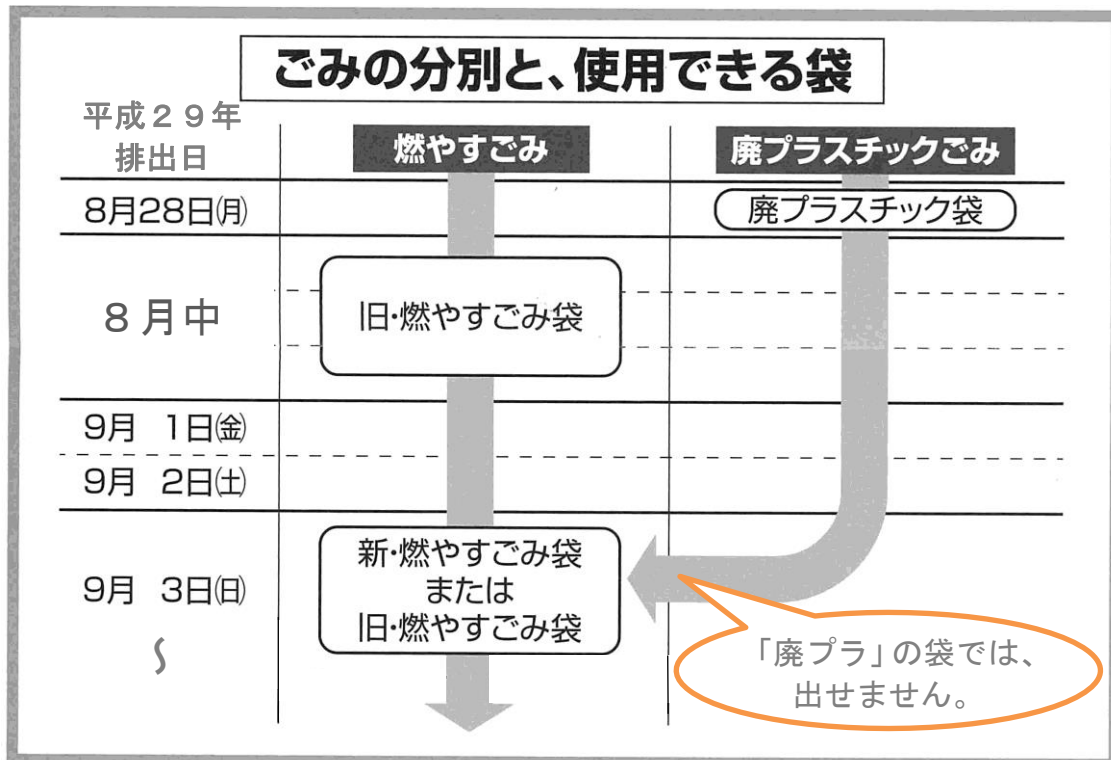 ごみの分別と、使用できる袋
平成２９年
排出日
燃やすごみ
廃プラスチックごみ
8月28日㈪
廃プラスチック袋
８月中
旧・燃やすごみ袋
9月 1日㈮
9月 2日㈯
9月 3日㈰
〜
新・燃やすごみ袋
または
旧・燃やすごみ袋
「廃プラ」の袋では、
出せません。